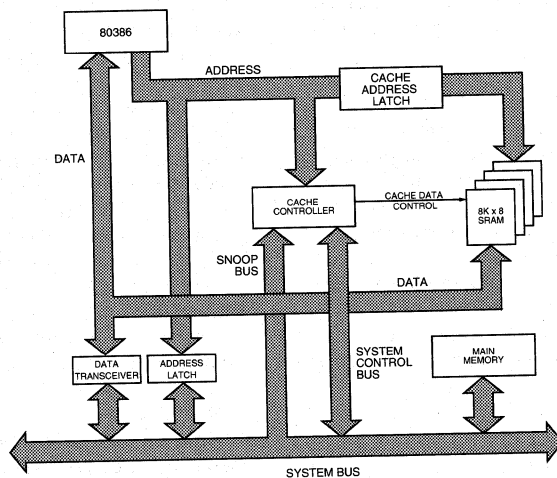 80386
ADDRESS
CACHE
ADDRESS
LATCH
DATA
CACHE
CONTROLLER
CACHE DATA
CONTROL
8K x 8
SRAM
SNOOP
BUS
DATA
SYSTEM
CONTROL
BUS
MAIN
MEMORY
DATA
TRANSCEIVER
ADDRESS
LATCH
SYSTEM BUS